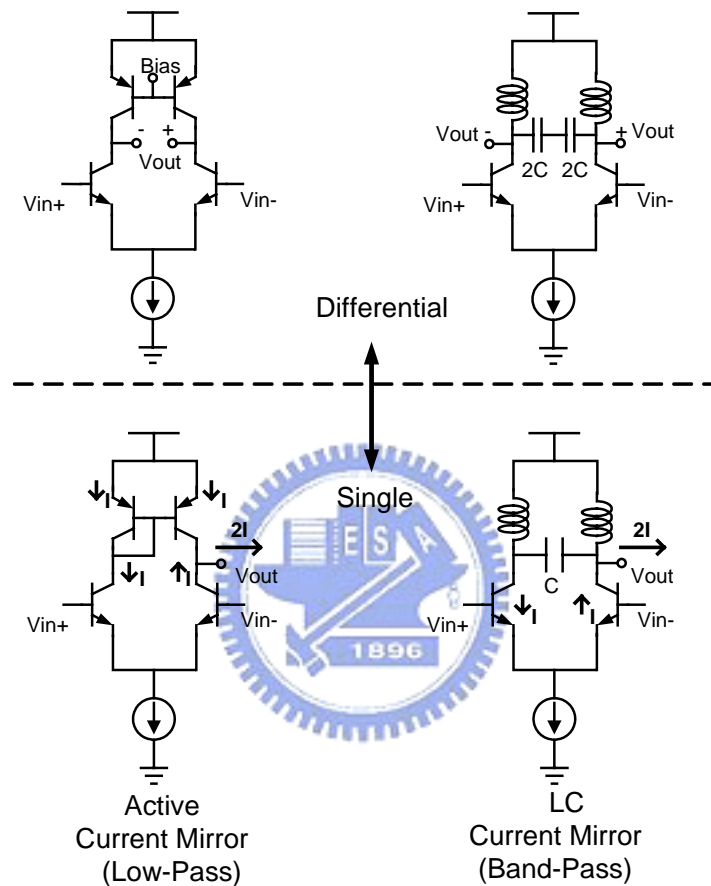 Bias
- +
Vout
Vin+ Vin-
Vout - + Vout
2C 2C
Vin+ Vin-
Differential
Single
I I
2I
I I
Vout
Vin+ Vin-
2I
C
Vout
I I
Vin+ Vin-
E S A
1896
Active
Current Mirror
(Low-Pass)
LC
Current Mirror
(Band-Pass)